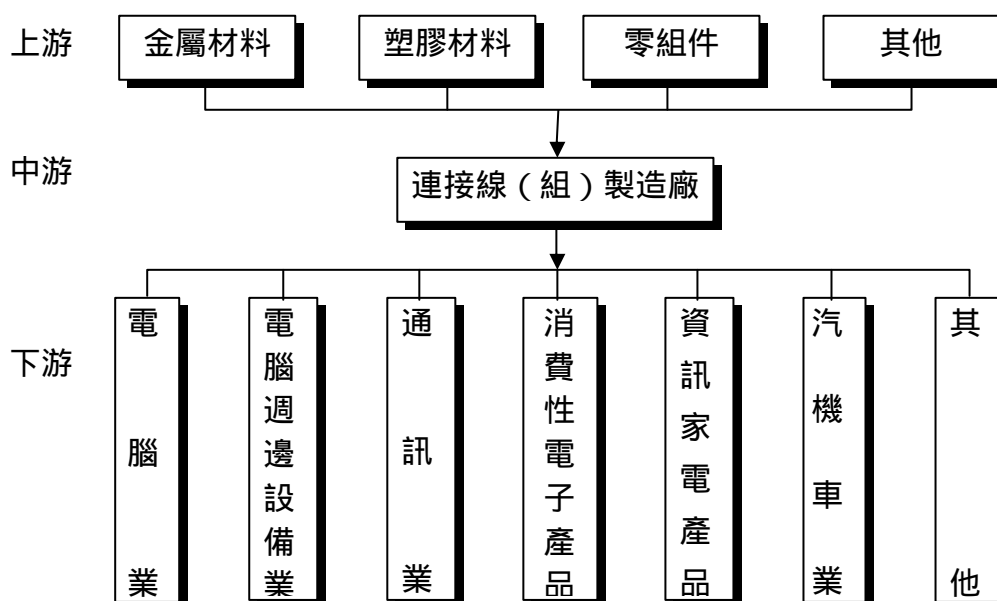 上游
金屬材料
塑膠材料
零組件
其他
中游
連接線（組）製造廠
下游
電腦業
電腦週邊設備業
通訊業
消費性電子產品
資訊家電產品
汽機車業
其他